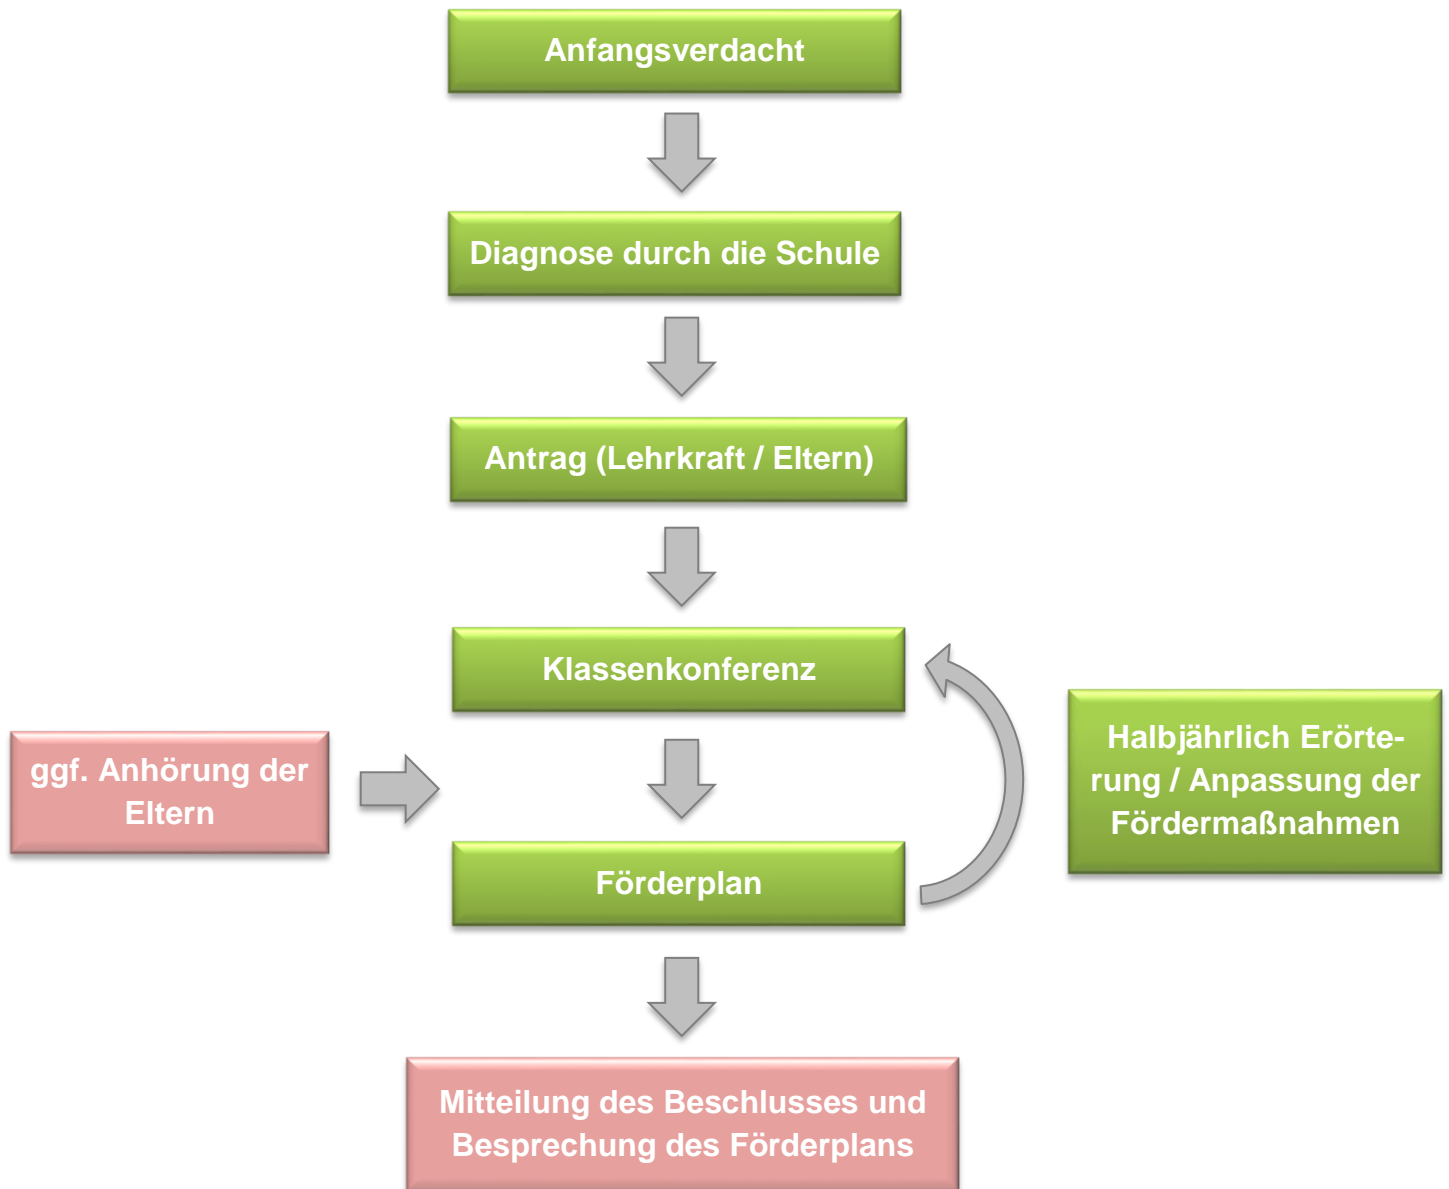 Anfangsverdacht
Diagnose durch die Schule
Antrag (Lehrkraft / Eltern)
Klassenkonferenz
Halbjährlich Erörte-
rung / Anpassung der
Fördermaßnahmen
ggf. Anhörung der
Eltern
Förderplan
Mitteilung des Beschlusses und
Besprechung des Förderplans